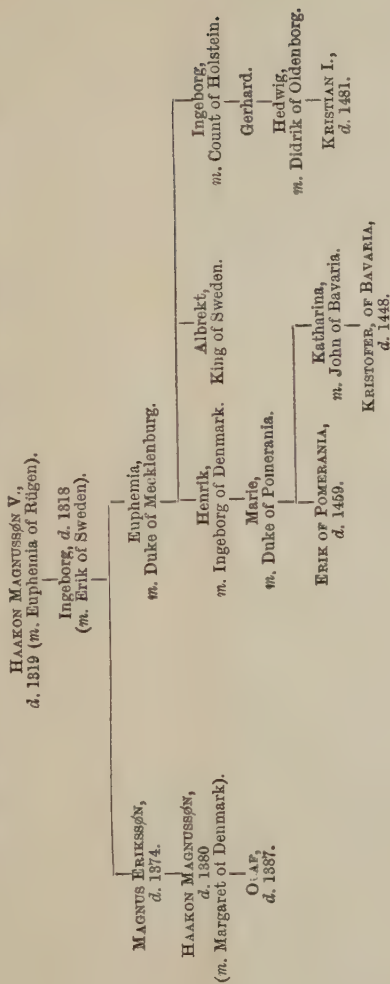 HAAKON MAGNUSSØN V.,
d. 1319 (m. Euphemia of Rügen).
Ingeborg, d. 1318
(m. Erik of Sweden).
MAGNUS ERIKSSØN,
d. 1374.
HAAKON MAGNUSSØN,
d. 1380
(m. Margaret of Denmark).
OLAF,
d. 1387.
Euphemia,
m. Duke of Mecklenburg.
Henrik,
m. Ingeborg of Denmark.
Marie,
m. Duke of Pomerania.
ERIK OF POMERANIA,
d. 1459.
Katharina,
m. John of Bavaria.
KRISTOFER, OF BAVARIA,
d. 1448.
Albrekt,
King of Sweden.
Ingeborg,
m. Count of Holstein.
Gerhard.
Hedwig,
m. Didrik of Oldenborg.
KRISTIAN I.,
d. 1481.